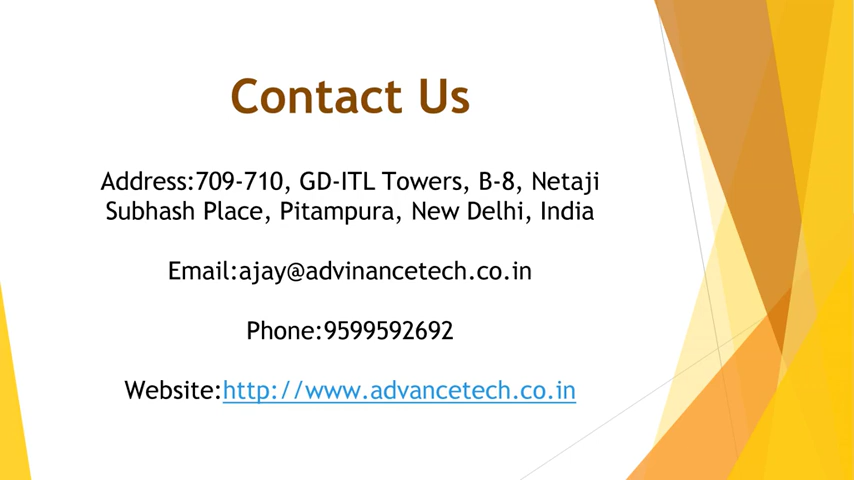 Contact Us
Address:709-710, GD-ITL Towers, B-8, Netaji
Subhash Place, Pitampura, New Delhi, India
Email:ajay@advinancetech.co.in
Phone:9599592692
Website:http://www.advancetech.co.in